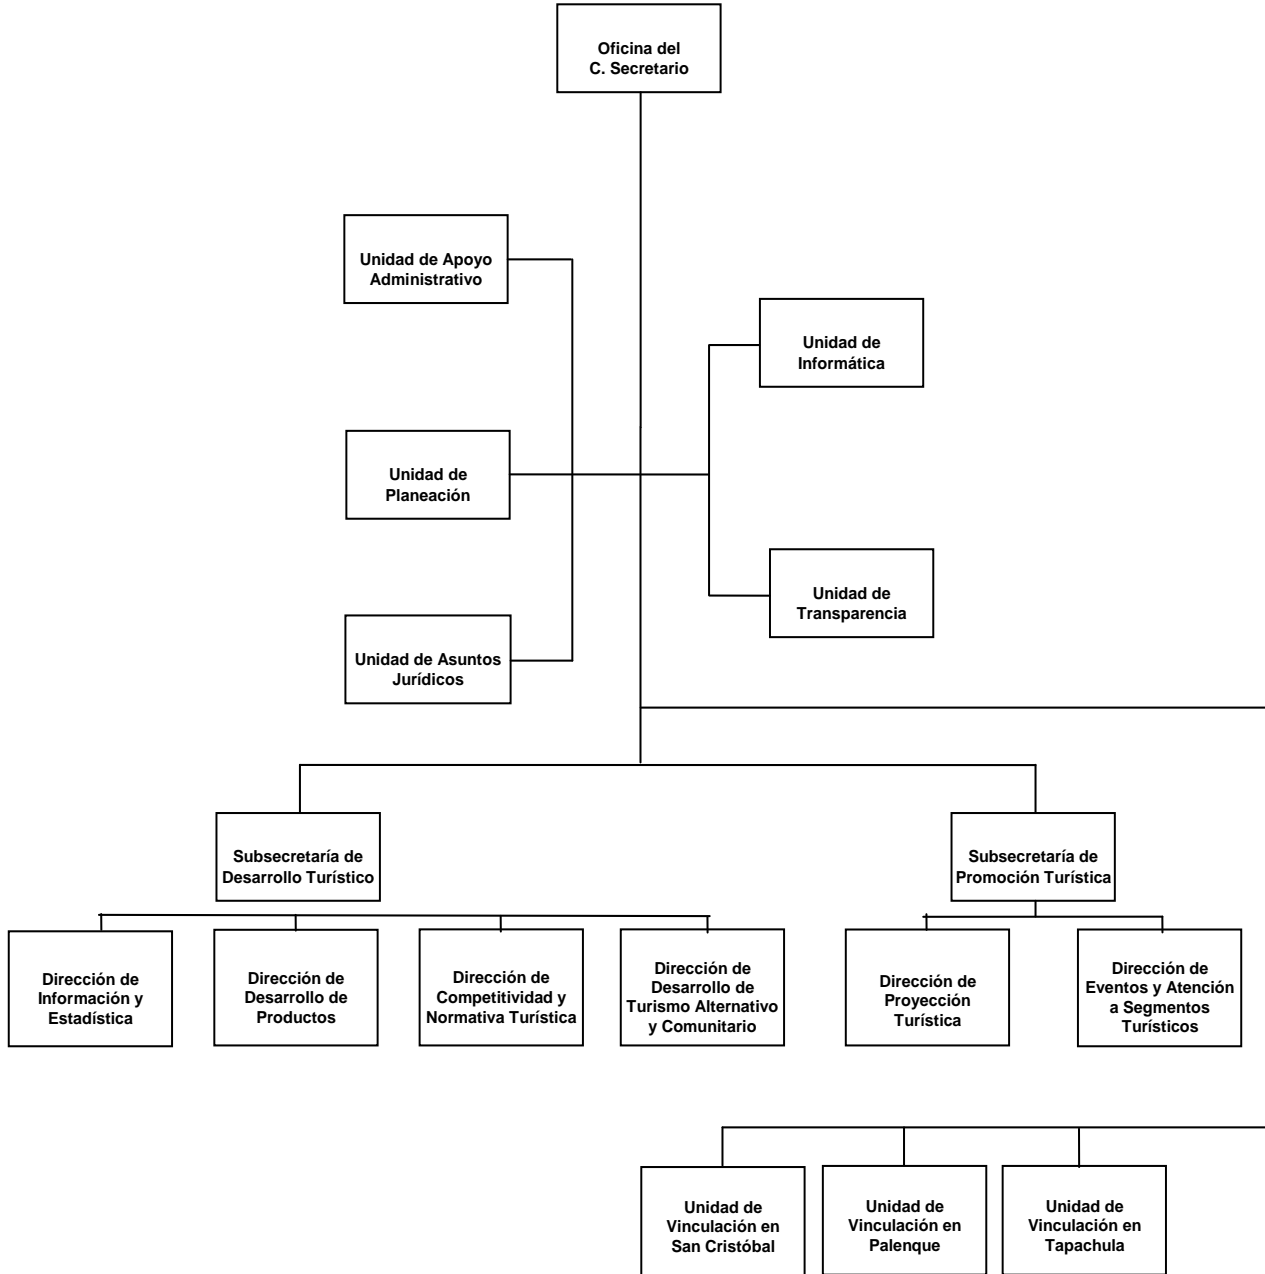 Oficina del
C. Secretario
Unidad de Apoyo
Administrativo
Unidad de
Informática
Unidad de
Planeación
Unidad de
Transparencia
Unidad de Asuntos
Jurídicos
Subsecretaría de
Desarrollo Turístico
Subsecretaría de
Promoción Turística
Dirección de
Información y
Estadística
Dirección de
Desarrollo de
Productos
Dirección de
Competitividad y
Normativa Turística
Dirección de
Desarrollo de
Turismo Alternativo
y Comunitario
Dirección de
Proyección
Turística
Dirección de
Eventos y Atención
a Segmentos
Turísticos
Unidad de
Vinculación en
San Cristóbal
Unidad de
Vinculación en
Palenque
Unidad de
Vinculación en
Tapachula